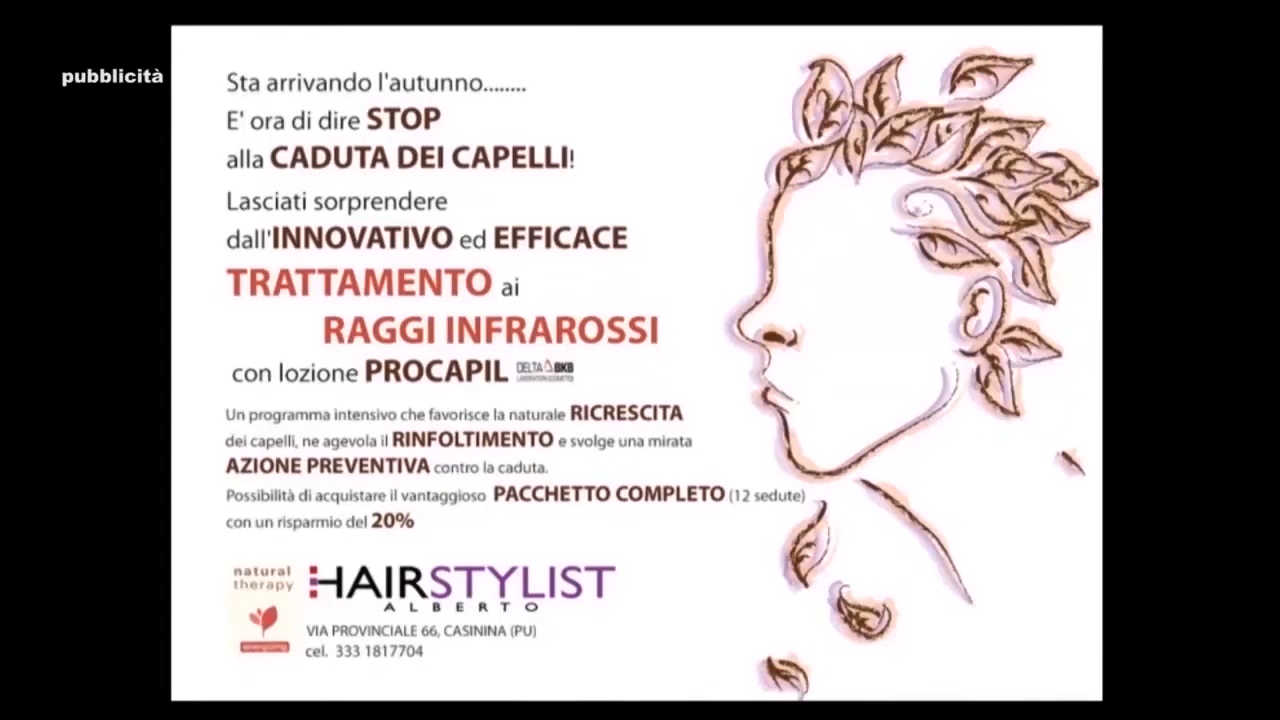 pubblicità
Sta arrivando l'autunno........
E' ora di dire STOP
alla CADUTA DEI CAPELLI!
Lasciati sorprendere
dall'INNOVATIVO ed EFFICACE
TRATTAMENTO ai
RAGGI INFRAROSSI
con lozione PROCAPIL DELTA BKB
Un programma intensivo che favorisce la naturale RICRESCITA
dei capelli, ne agevola il RINFOLTIMENTO e svolge una mirata
AZIONE PREVENTIVA contro la caduta.
Possibilità di acquistare il vantaggioso PACCHETTO COMPLETO (12 sedute)
con un risparmio del 20%
natural
therapy
energizing
HAIRSTYLIST
ALBERTO
VIA PROVINCIALE 66, CASININA (PU)
cel. 333 1817704